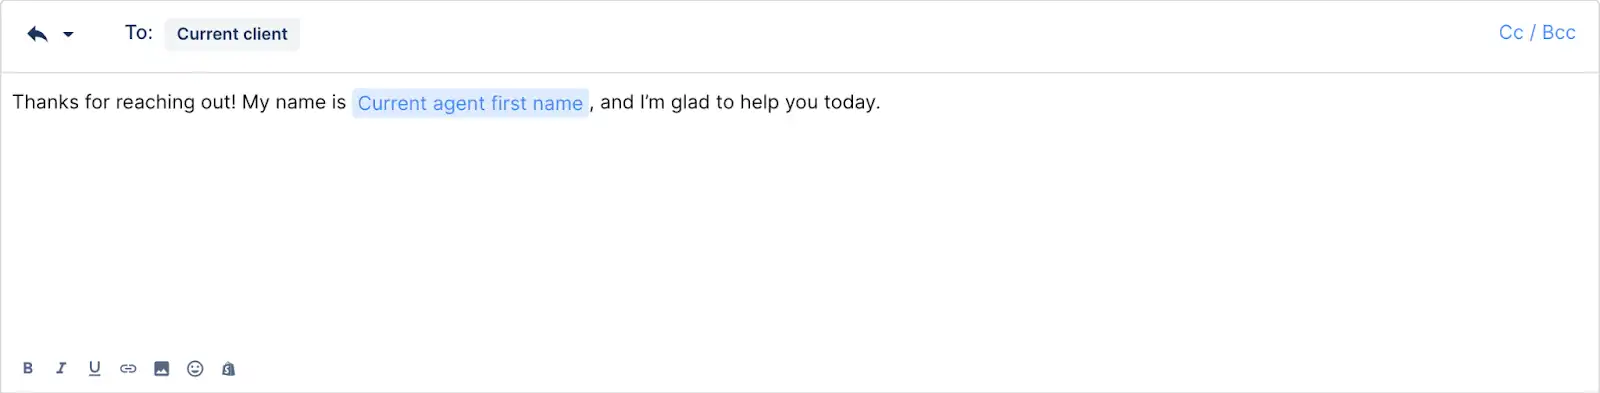 To: Current client Cc / Bcc
Thanks for reaching out! My name is Current agent first name, and I’m glad to help you today.
B I U